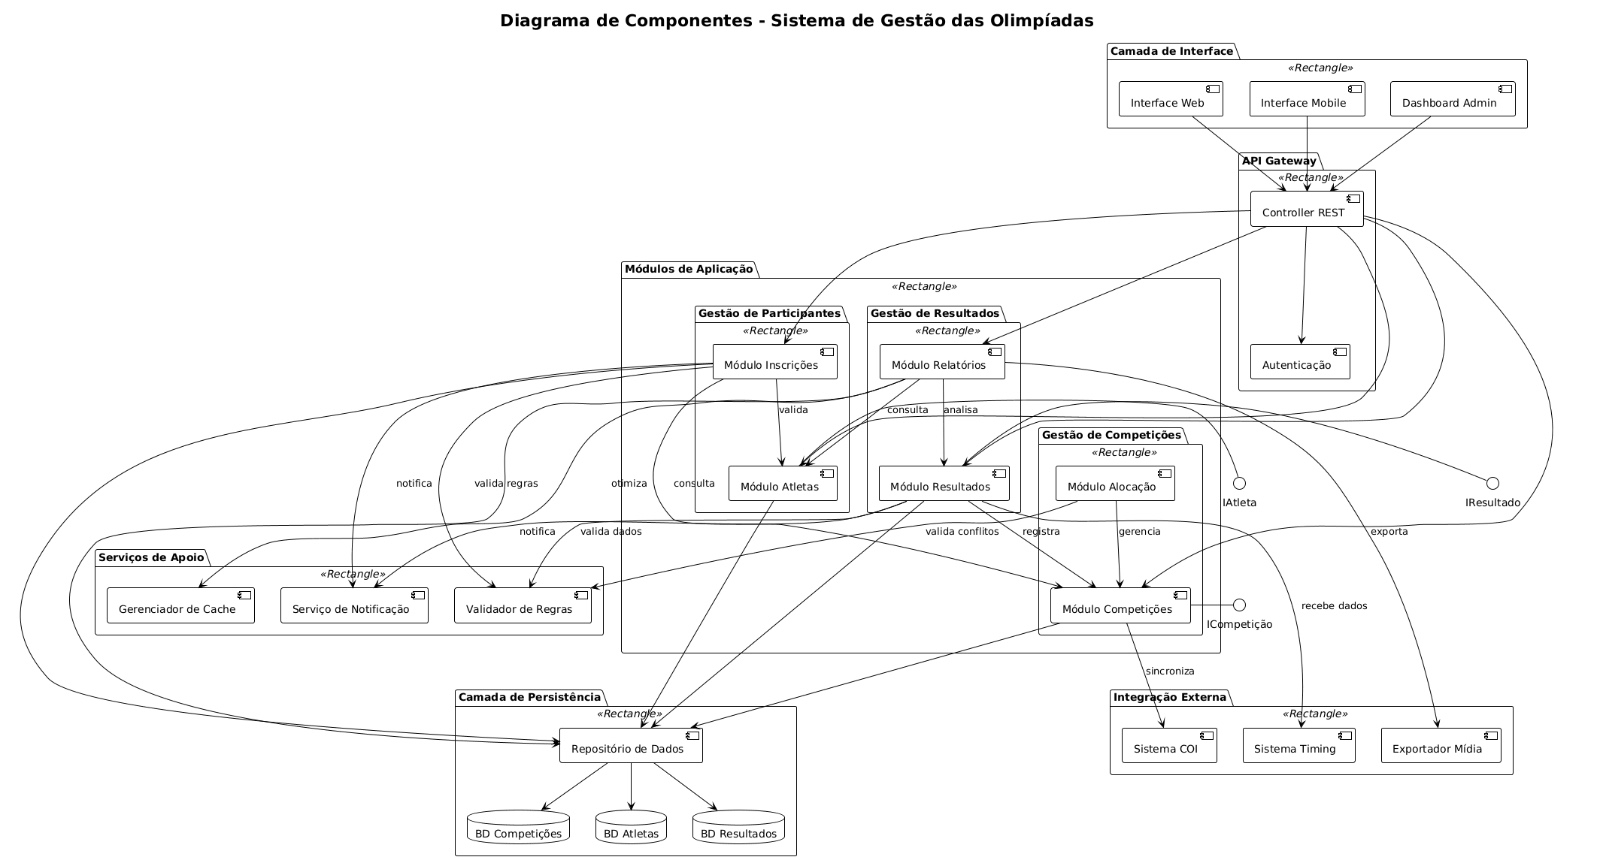 Diagrama de Componentes - Sistema de Gestão das Olimpíadas
Camada de Interface
«Rectangle»
Interface Web
Interface Mobile
Dashboard Admin
API Gateway
«Rectangle»
Controller REST
Autenticação
Módulos de Aplicação
«Rectangle»
Gestão de Participantes
«Rectangle»
Módulo Inscrições
valida
Módulo Atletas
Gestão de Resultados
«Rectangle»
Módulo Relatórios
consulta
analisa
Módulo Resultados
Gestão de Competições
«Rectangle»
Módulo Alocação
gerencia
Módulo Competições
notifica
valida regras
otimiza
consulta
notifica
valida dados
valida conflitos
registra
exporta
IAtleta
IResultado
ICompetição
recebe dados
sincroniza
Serviços de Apoio
«Rectangle»
Gerenciador de Cache
Serviço de Notificação
Validador de Regras
Camada de Persistência
«Rectangle»
Repositório de Dados
BD Competições
BD Atletas
BD Resultados
Integração Externa
«Rectangle»
Sistema COI
Sistema Timing
Exportador Mídia